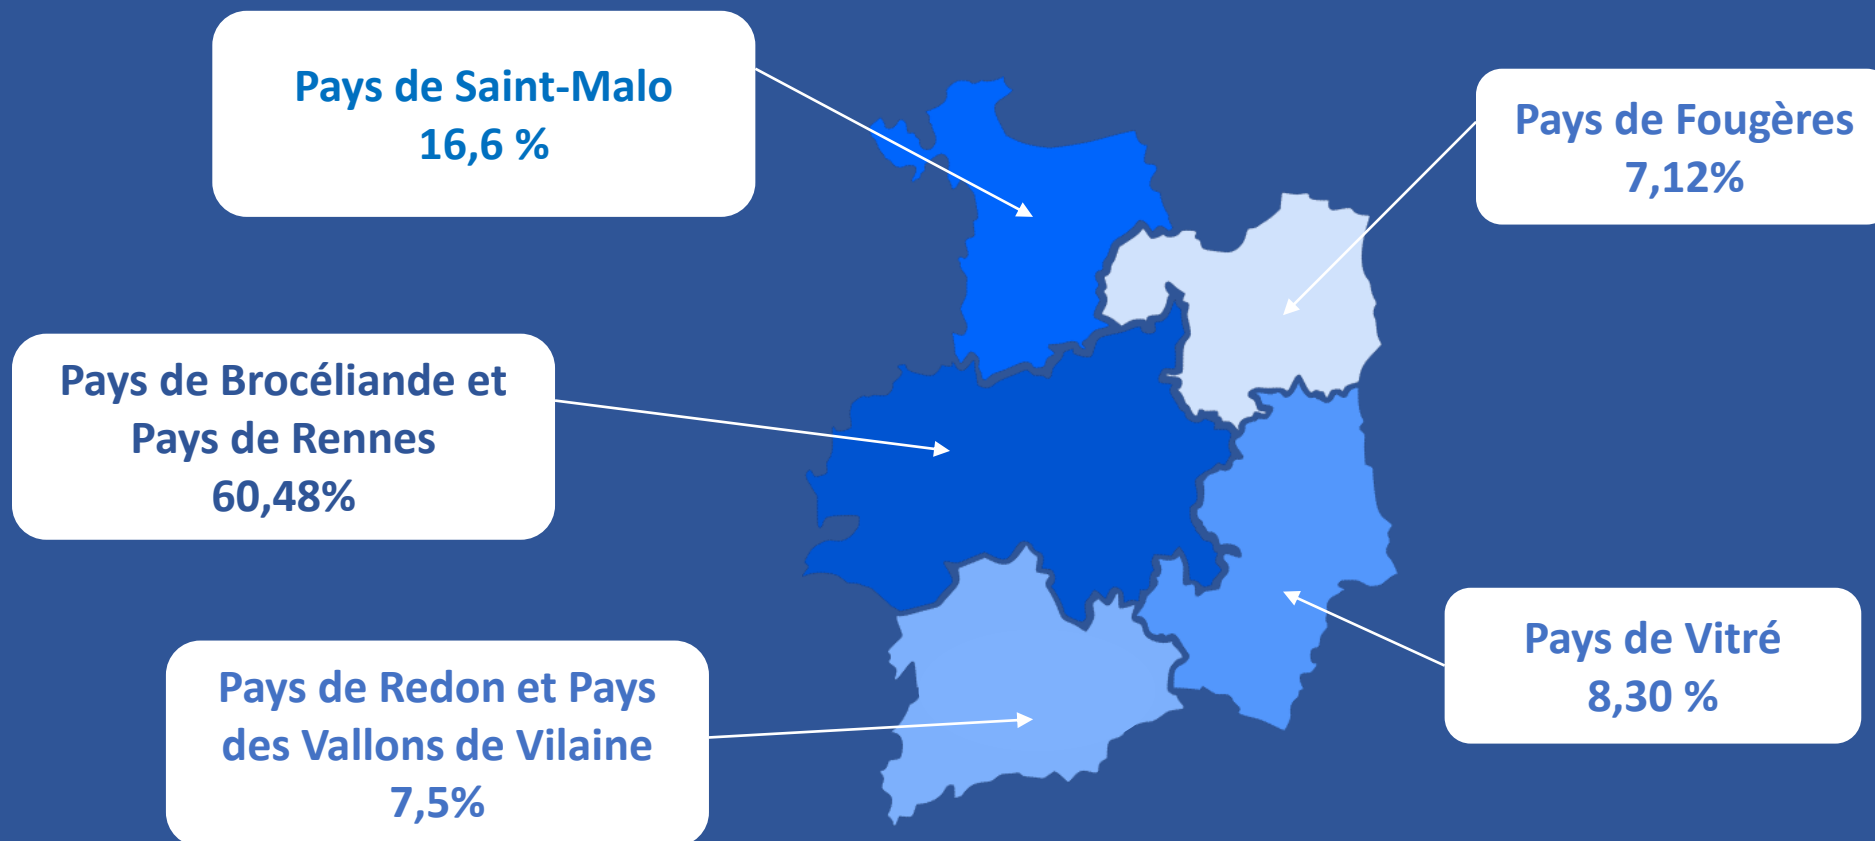 Pays de Saint-Malo
16,6 %
Pays de Fougères
7,12%
Pays de Brocéliande et
Pays de Rennes
60,48%
Pays de Redon et Pays
des Vallons de Vilaine
7,5%
Pays de Vitré
8,30 %